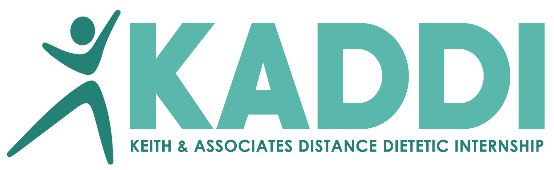 KADDI
KEITH & ASSOCIATES DISTANCE DIETETIC INTERNSHIP